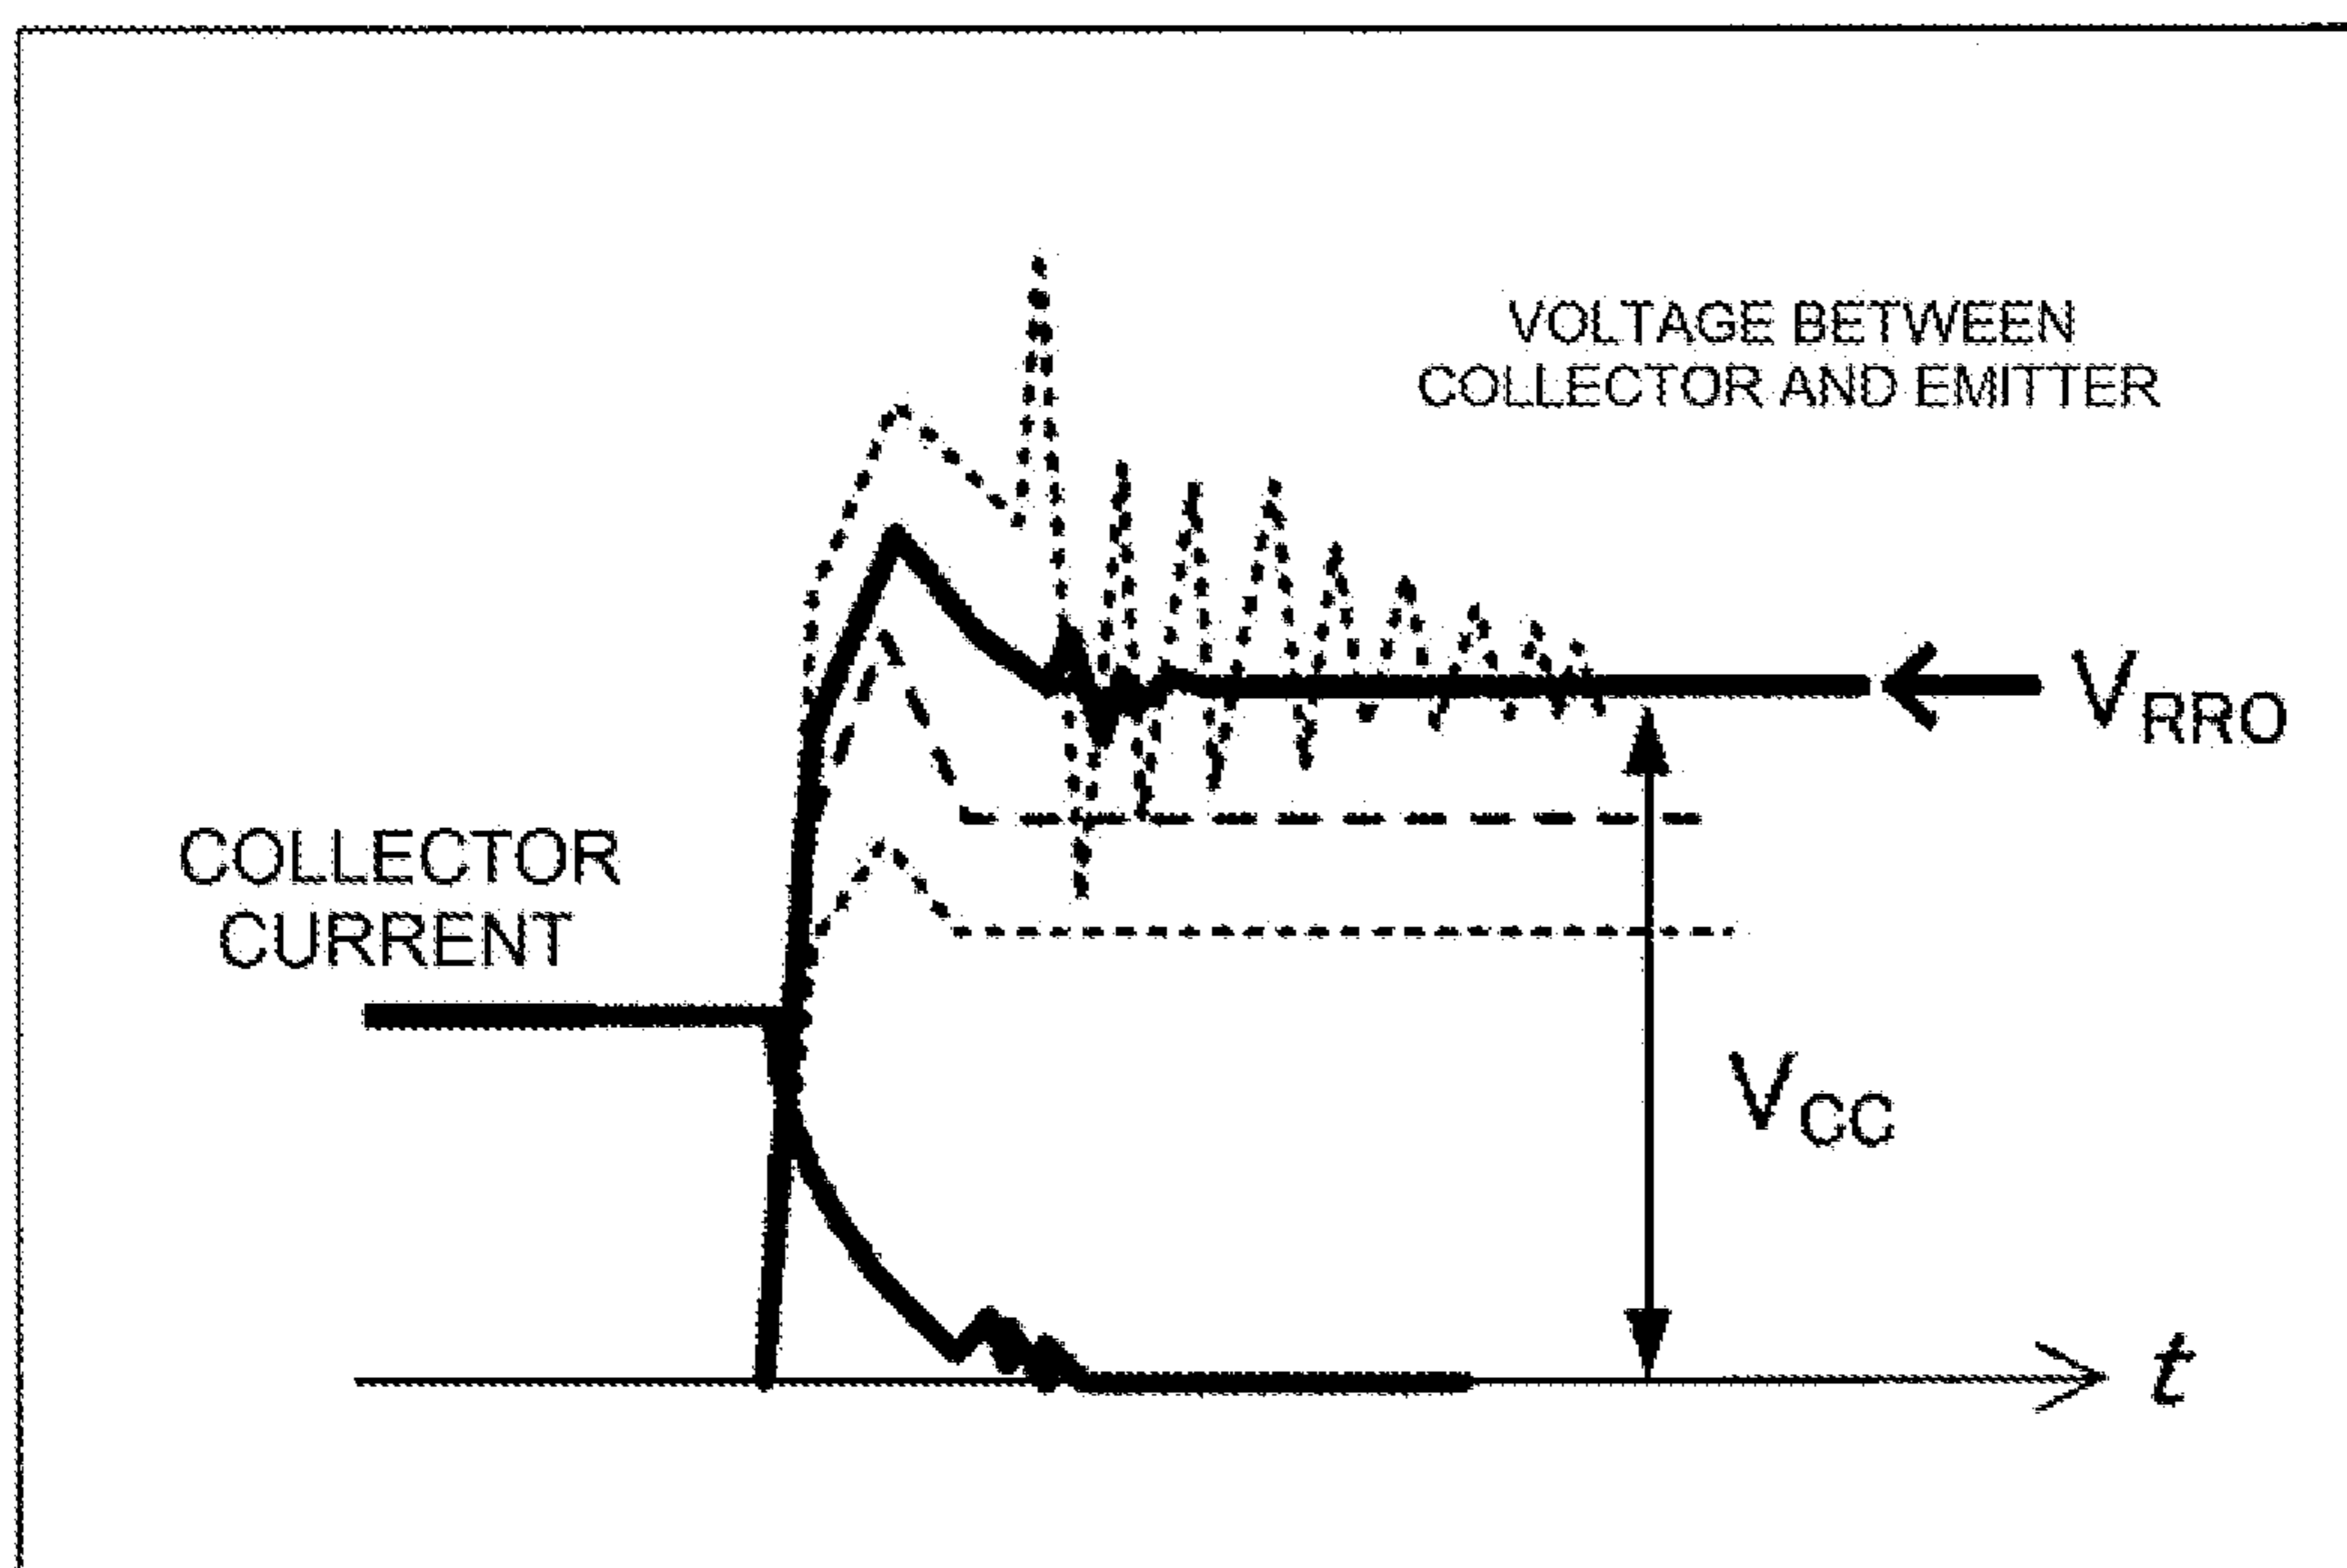 VOLTAGE BETWEEN
COLLECTOR AND EMITTER
VRRO
COLLECTOR
CURRENT
VCC
t